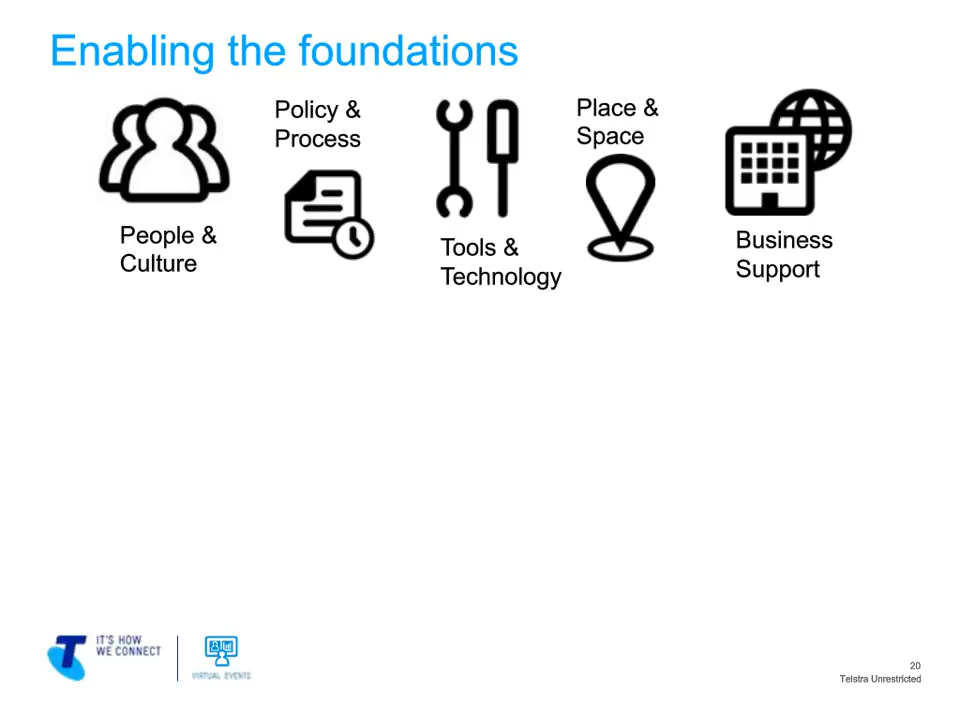 Enabling the foundations
People &
Culture
Policy &
Process
Tools &
Technology
Place &
Space
Business
Support
IT'S HOW
WE CONNECT
VIRTUAL EVENTS
20
Telstra Unrestricted